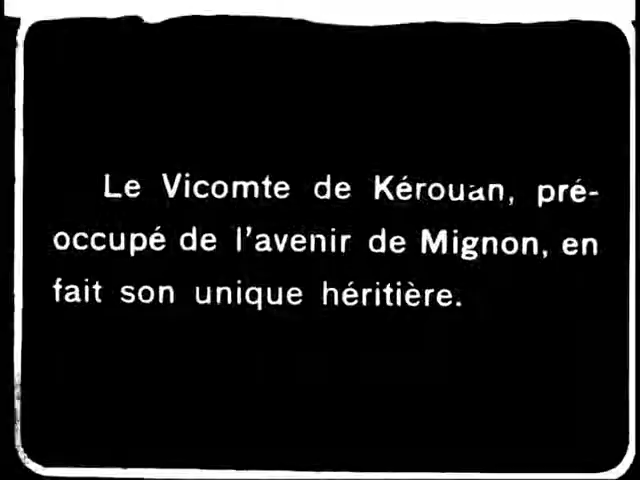 Le Vicomte de Kérouan, pré-
occupé de l'avenir de Mignon, en
fait son unique héritière.